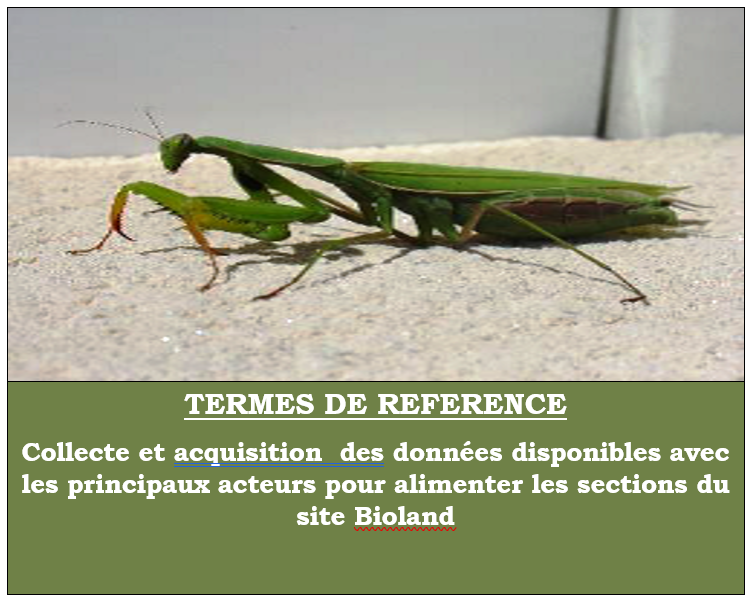 TERMES DE REFERENCE
Collecte et acquisition  des données disponibles avec
les principaux acteurs pour alimenter les sections du
site Bioland